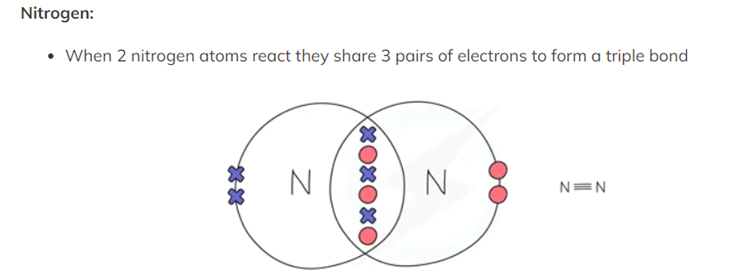 Nitrogen:
• When 2 nitrogen atoms react they share 3 pairs of electrons to form a triple bond
N N
N≡N